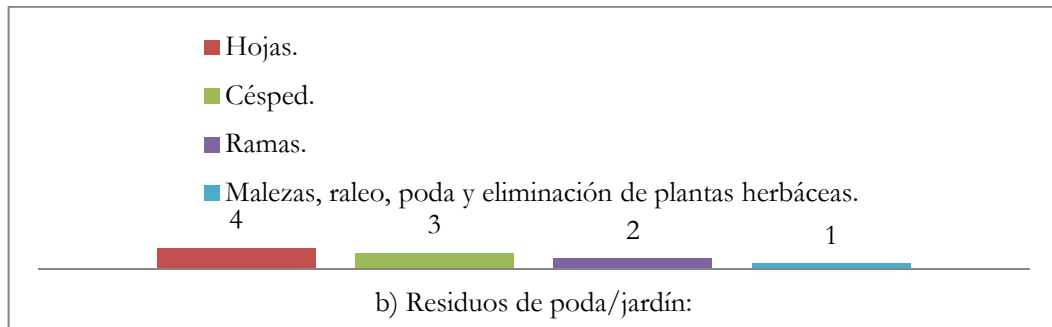 Hojas.
Césped.
Ramas.
Malezas, raleo, poda y eliminación de plantas herbáceas.
4 3 2 1
b) Residuos de poda/jardín: